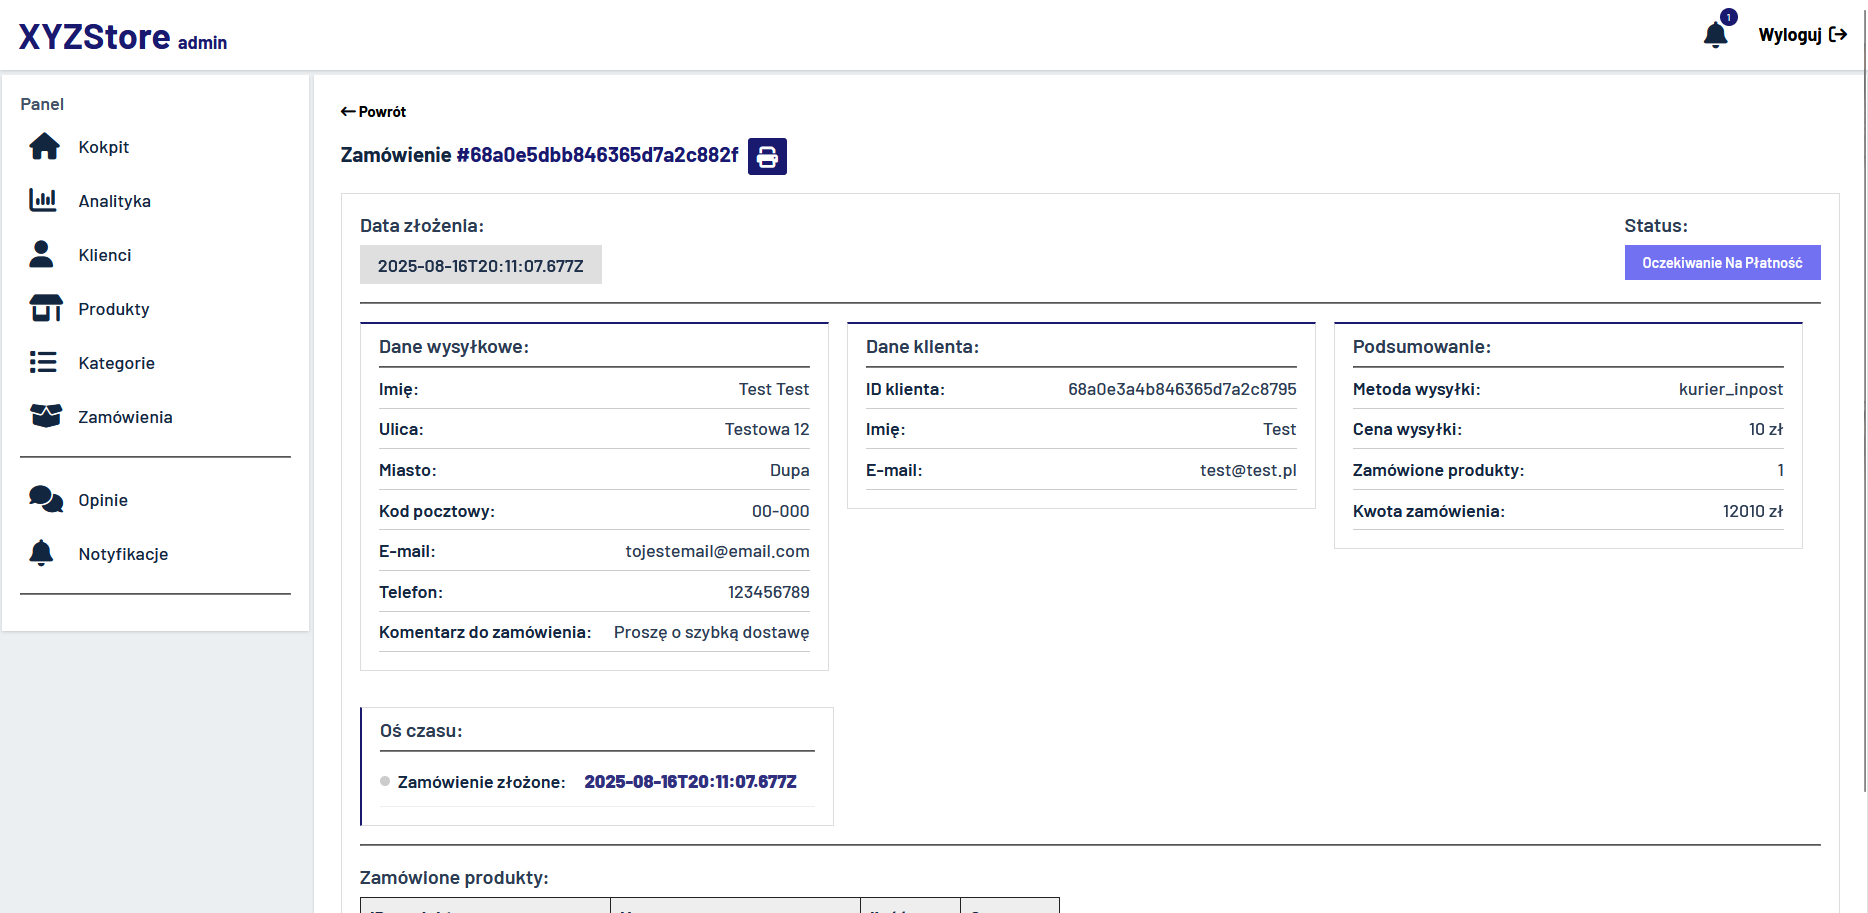 XYZStore admin
1
Wyloguj
Panel
Kokpit
Analityka
Klienci
Produkty
Kategorie
Zamówienia
Opinie
Notyfikacje
Powrót
Zamówienie #68a0e5dbb846365d7a2c882f
Data złożenia:
2025-08-16T20:11:07.677Z
Status:
Oczekiwanie Na Płatność
Dane wysyłkowe:
Imię: Test Test
Ulica: Testowa 12
Miasto: Dupa
Kod pocztowy: 00-000
E-mail: tojestemail@email.com
Telefon: 123456789
Komentarz do zamówienia: Proszę o szybką dostawę
Dane klienta:
ID klienta: 68a0e3a4b846365d7a2c8795
Imię: Test
E-mail: test@test.pl
Podsumowanie:
Metoda wysyłki: kurier_inpost
Cena wysyłki: 10 zł
Zamówione produkty: 1
Kwota zamówienia: 12010 zł
Oś czasu:
Zamówienie złożone: 2025-08-16T20:11:07.677Z
Zamówione produkty: